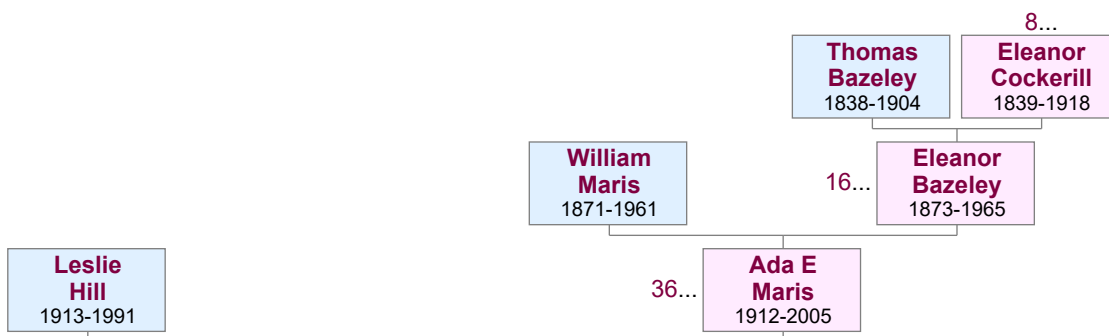 8...
Thomas
Bazeley
1838-1904
Eleanor
Cockerill
1839-1918
William
Maris
1871-1961
16...
Eleanor
Bazeley
1873-1965
Leslie
Hill
1913-1991
36...
Ada E
Maris
1912-2005